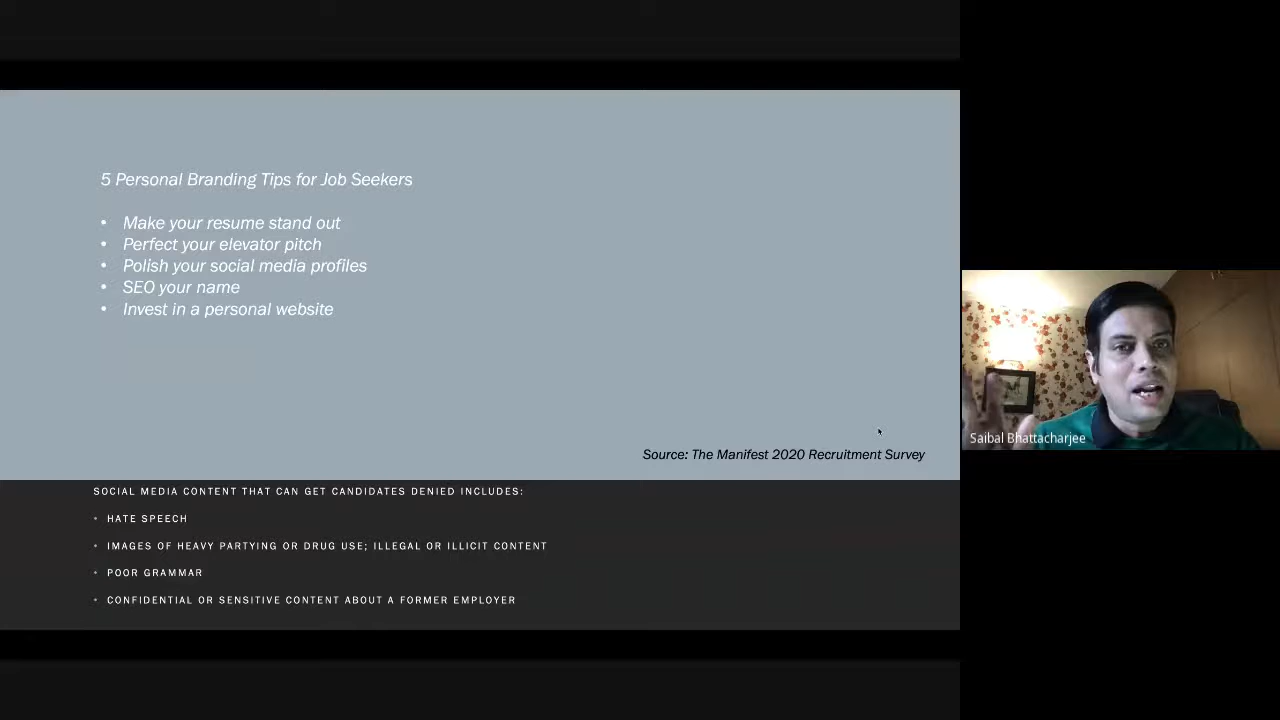 5 Personal Branding Tips for Job Seekers
• Make your resume stand out
• Perfect your elevator pitch
• Polish your social media profiles
• SEO your name
• Invest in a personal website
Source: The Manifest 2020 Recruitment Survey
SOCIAL MEDIA CONTENT THAT CAN GET CANDIDATES DENIED INCLUDES:
• HATE SPEECH
• IMAGES OF HEAVY PARTYING OR DRUG USE; ILLEGAL OR ILLICIT CONTENT
• POOR GRAMMAR
• CONFIDENTIAL OR SENSITIVE CONTENT ABOUT A FORMER EMPLOYER
Saibal Bhattacharjee